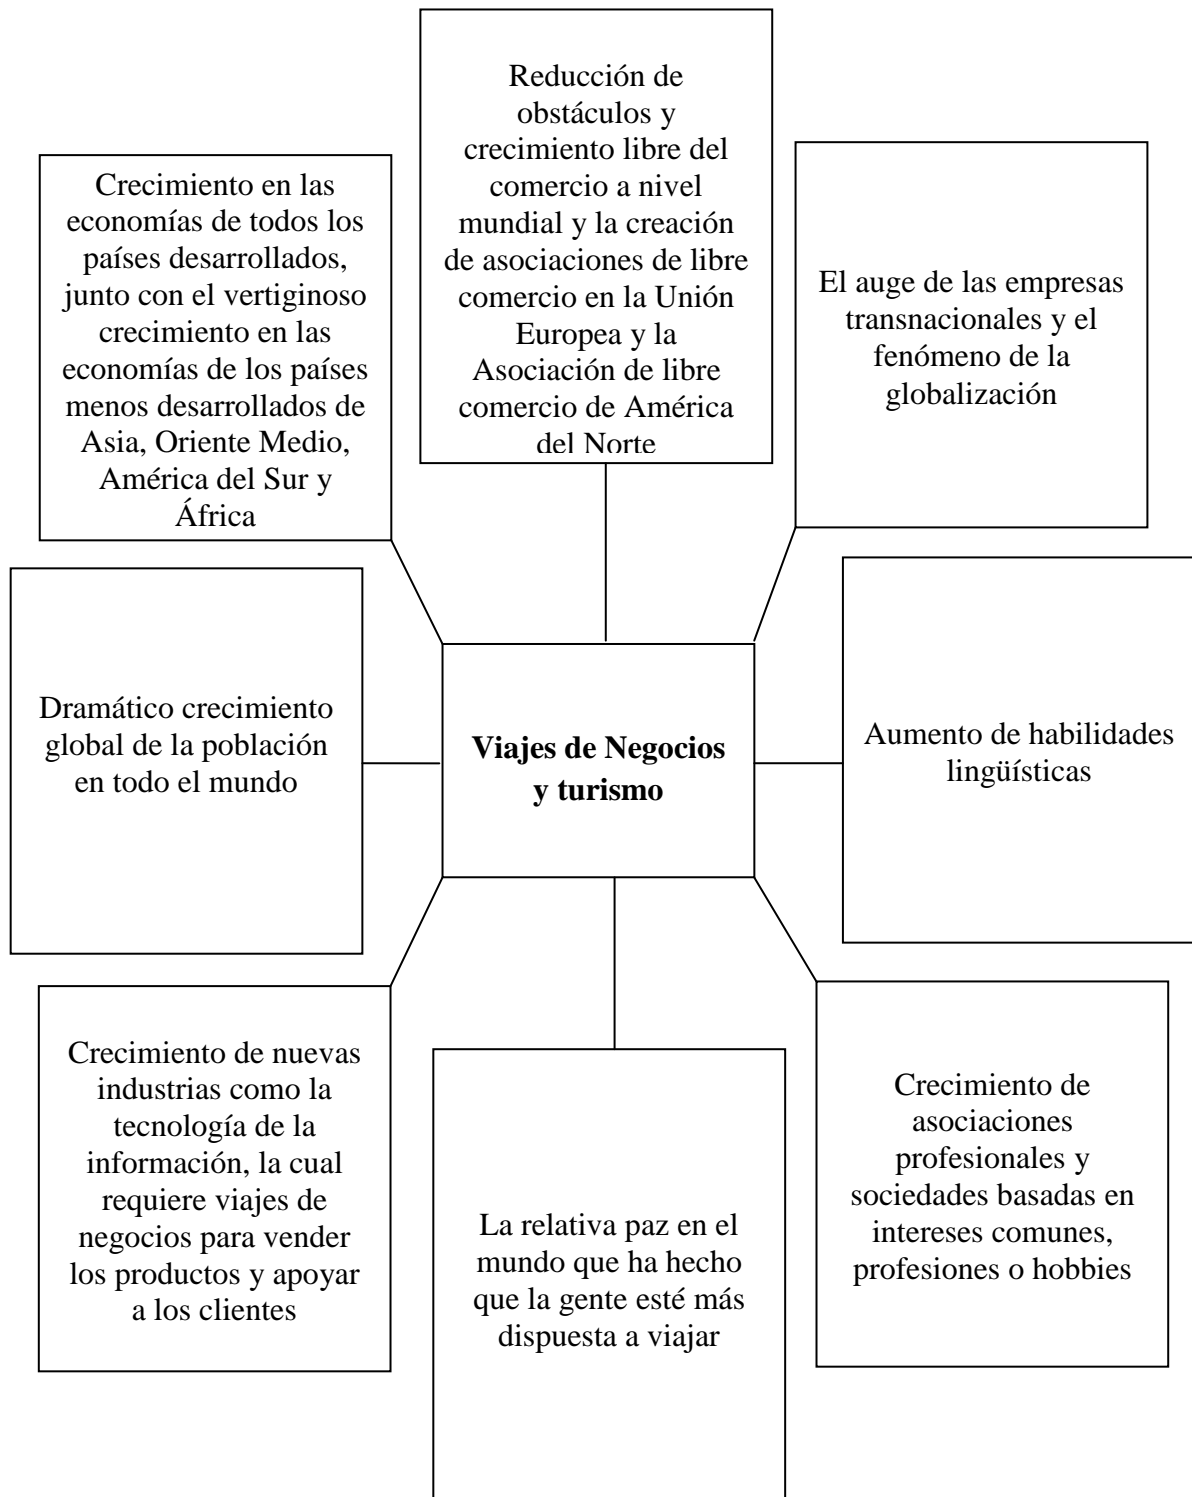 Reducción de
obstáculos y
crecimiento libre del
comercio a nivel
mundial y la creación
de asociaciones de libre
comercio en la Unión
Europea y la
Asociación de libre
comercio de América
del Norte
Crecimiento en las
economías de todos los
países desarrollados,
junto con el vertiginoso
crecimiento en las
economías de los países
menos desarrollados de
Asia, Oriente Medio,
América del Sur y
África
El auge de las empresas
transnacionales y el
fenómeno de la
globalización
Dramático crecimiento
global de la población
en todo el mundo
Viajes de Negocios
y turismo
Aumento de habilidades
lingüísticas
Crecimiento de nuevas
industrias como la
tecnología de la
información, la cual
requiere viajes de
negocios para vender
los productos y apoyar
a los clientes
La relativa paz en el
mundo que ha hecho
que la gente esté más
dispuesta a viajar
Crecimiento de
asociaciones
profesionales y
sociedades basadas en
intereses comunes,
profesiones o hobbies